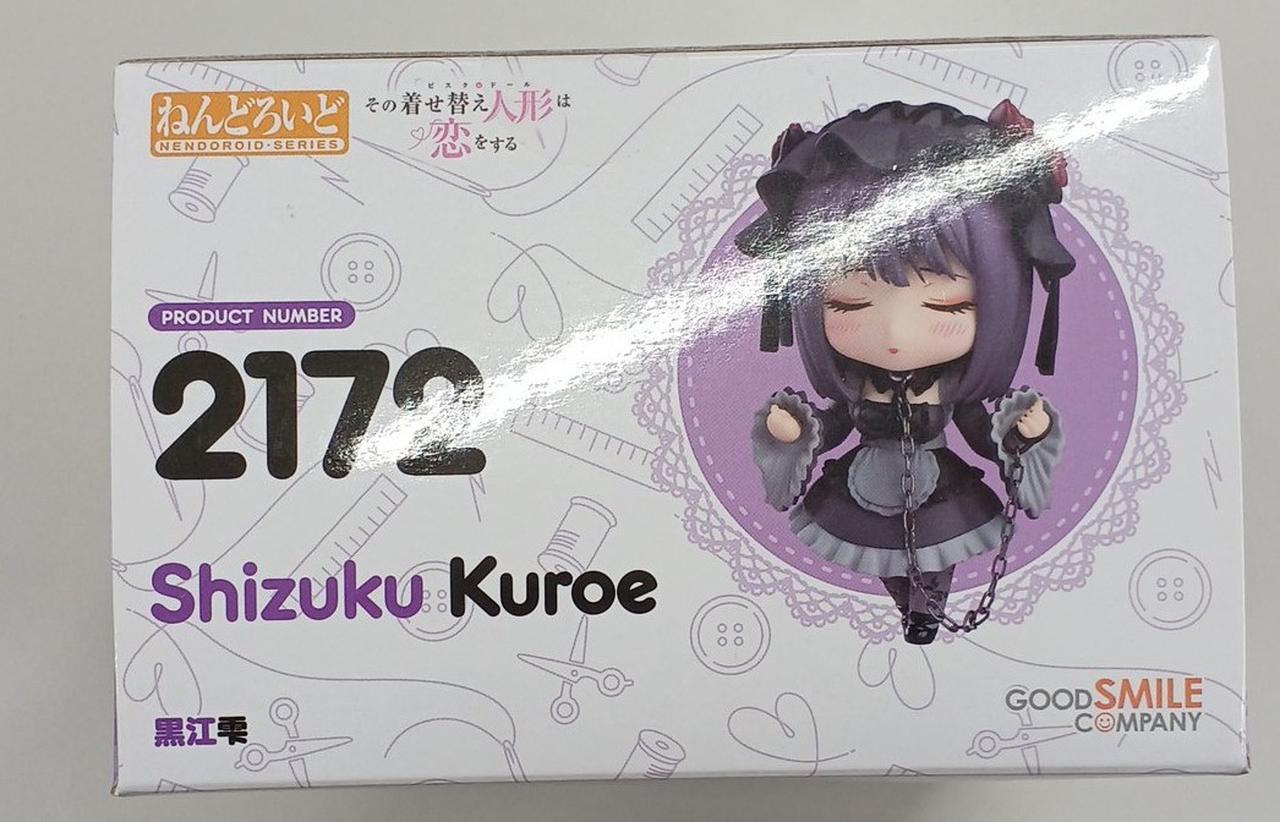 ねんどろいど
NENDOROID·SERIES
ビスク・ドール
その着せ替え人形は
恋をする
PRODUCT NUMBER
2172
Shizuku Kuroe
黒江雫
GOOD SMILE
COMPANY